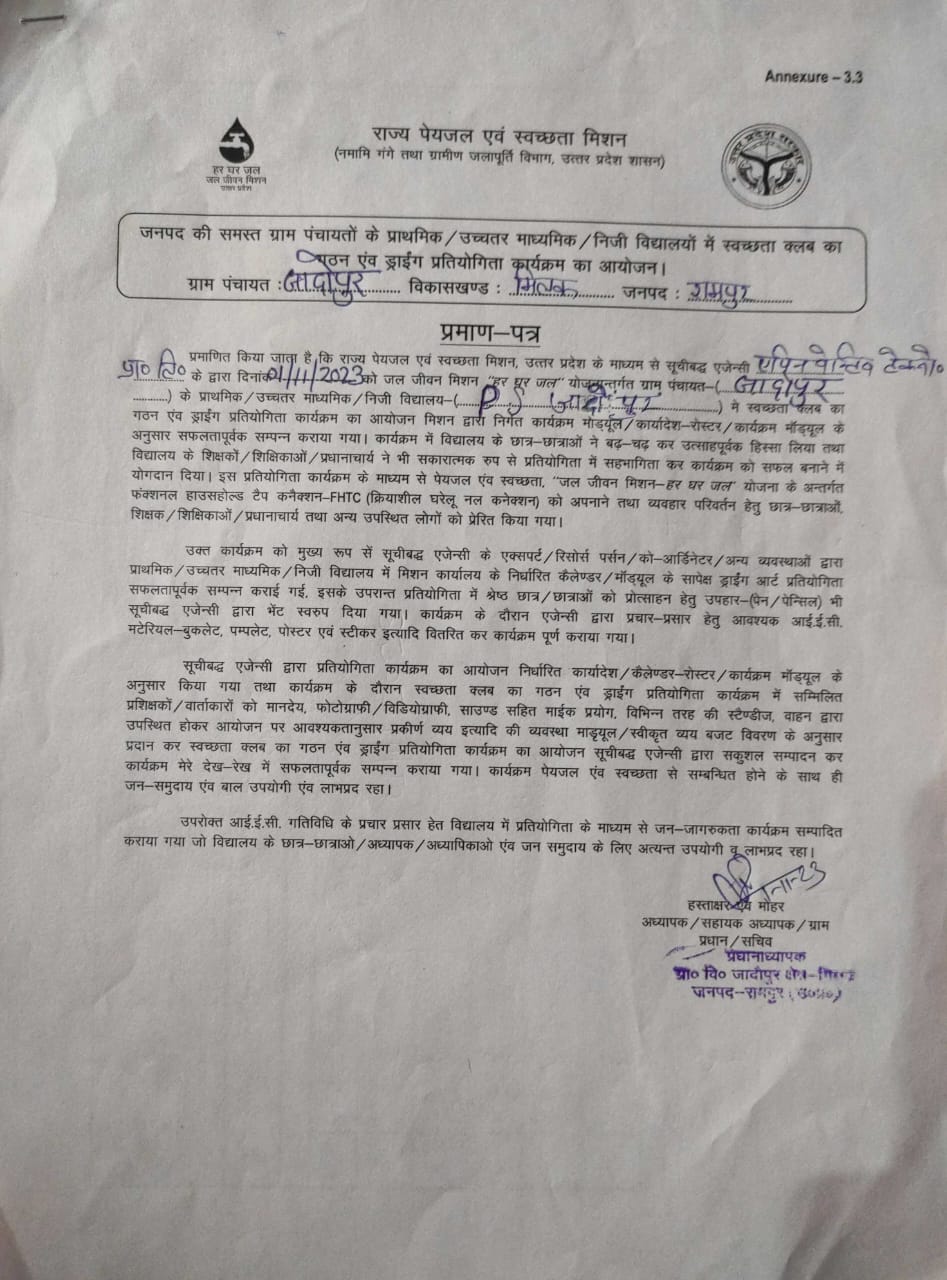 Annexure – 3.3
राज्य पेयजल एवं स्वच्छता मिशन
(नमामि गंगे तथा ग्रामीण जलापूर्ति विभाग, उत्तर प्रदेश शासन)
हर घर जल
जल जीवन मिशन
उत्तर प्रदेश
उत्तर प्रदेश सरकार
जनपद की समस्त ग्राम पंचायतों के प्राथमिक/उच्चतर माध्यमिक/निजी विद्यालयों में स्वच्छता क्लब का
गठन एंव ड्राईंग प्रतियोगिता कार्यक्रम का आयोजन।
ग्राम पंचायत : जादोपुर विकासखण्ड : मिलक जनपद : रामपुर
प्रमाण–पत्र
प्रमाणित किया जाता है कि राज्य पेयजल एवं स्वच्छता मिशन, उत्तर प्रदेश के माध्यम से सूचीबद्ध एजेन्सी
प्रा० लि० के द्वारा दिनांक 01/11/2023 को जल जीवन मिशन "हर घर जल" योजनान्तर्गत ग्राम पंचायत–( जादोपुर
) के प्राथमिक/उच्चतर माध्यमिक/निजी विद्यालय–( P S जादोपुर ) मे स्वच्छता क्लब का
गठन एंव ड्राईंग प्रतियोगिता कार्यक्रम का आयोजन मिशन द्वारा निर्गत कार्यक्रम मॉड्यूल/कार्यादेश–रोस्टर/कार्यक्रम मॉड्यूल के
अनुसार सफलतापूर्वक सम्पन्न कराया गया। कार्यक्रम में विद्यालय के छात्र–छात्राओं ने बढ़–चढ़ कर उत्साहपूर्वक हिस्सा लिया तथा
विद्यालय के शिक्षकों/शिक्षिकाओं/प्रधानाचार्य ने भी सकारात्मक रुप से प्रतियोगिता में सहभागिता कर कार्यक्रम को सफल बनाने में
योगदान दिया। इस प्रतियोगिता कार्यक्रम के माध्यम से पेयजल एंव स्वच्छता, "जल जीवन मिशन–हर घर जल" योजना के अन्तर्गत
फंक्शनल हाउसहोल्ड टैप कनैक्शन–FHTC (क्रियाशील घरेलू नल कनेक्शन) को अपनाने तथा व्यवहार परिवर्तन हेतु छात्र–छात्राओं,
शिक्षक/शिक्षिकाओं/प्रधानाचार्य तथा अन्य उपस्थित लोगों को प्रेरित किया गया।
उक्त कार्यक्रम को मुख्य रूप सें सूचीबद्ध एजेन्सी के एक्सपर्ट/रिसोर्स पर्सन/को–आर्डिनेटर/अन्य व्यवस्थाओं द्वारा
प्राथमिक/उच्चतर माध्यमिक/निजी विद्यालय में मिशन कार्यालय के निर्धारित कैलेण्डर/मॉड्यूल के सापेक्ष ड्राईंग आर्ट प्रतियोगिता
सफलतापूर्वक सम्पन्न कराई गई, इसके उपरान्त प्रतियोगिता में श्रेष्ठ छात्र/छात्राओं को प्रोत्साहन हेतु उपहार–(पेन/पेन्सिल) भी
सूचीबद्ध एजेन्सी द्वारा भेंट स्वरुप दिया गया। कार्यक्रम के दौरान एजेन्सी द्वारा प्रचार–प्रसार हेतु आवश्यक आई.ई.सी.
मटेरियल–बुकलेट, पम्पलेट, पोस्टर एवं स्टीकर इत्यादि वितरित कर कार्यक्रम पूर्ण कराया गया।
सूचीबद्ध एजेन्सी द्वारा प्रतियोगिता कार्यक्रम का आयोजन निर्धारित कार्यादेश/कैलेण्डर–रोस्टर/कार्यक्रम मॉड्यूल के
अनुसार किया गया तथा कार्यक्रम के दौरान स्वच्छता क्लब का गठन एंव ड्राईंग प्रतियोगिता कार्यक्रम में सम्मिलित
प्रशिक्षकों/वार्ताकारों को मानदेय, फोटोग्राफी/विडियोग्राफी, साउण्ड सहित माईक प्रयोग, विभिन्न तरह की स्टैण्डीज, वाहन द्वारा
उपस्थित होकर आयोजन पर आवश्यकतानुसार प्रकीर्ण व्यय इत्यादि की व्यवस्था माड्यूल/स्वीकृत व्यय बजट विवरण के अनुसार
प्रदान कर स्वच्छता क्लब का गठन एंव ड्राईंग प्रतियोगिता कार्यक्रम का आयोजन सूचीबद्ध एजेन्सी द्वारा सकुशल सम्पादन कर
कार्यक्रम मेरे देख–रेख में सफलतापूर्वक सम्पन्न कराया गया। कार्यक्रम पेयजल एंव स्वच्छता से सम्बन्धित होने के साथ ही
जन–समुदाय एंव बाल उपयोगी एंव लाभप्रद रहा।
उपरोक्त आई.ई.सी. गतिविधि के प्रचार प्रसार हेत विद्यालय में प्रतियोगिता के माध्यम से जन–जागरुकता कार्यक्रम सम्पादित
कराया गया जो विद्यालय के छात्र–छात्राओ/अध्यापक/अध्यापिकाओ एंव जन समुदाय के लिए अत्यन्त उपयोगी व लाभप्रद रहा।
हस्ताक्षर एंव मोहर
अध्यापक/सहायक अध्यापक/ग्राम
प्रधान/सचिव
प्रधानाध्यापक
प्रा० वि० जादीपुर क्षेत्र–मिलक
जनपद–रामपुर (उ०प्र०)